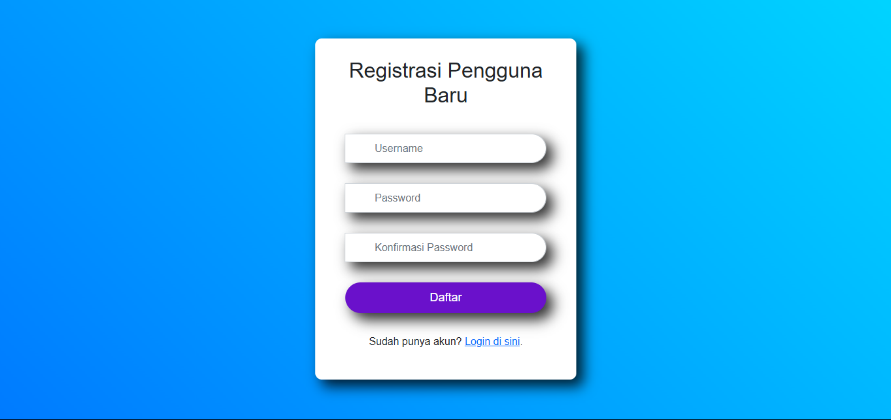 Registrasi Pengguna
Baru
Username
Password
Konfirmasi Password
Daftar
Sudah punya akun? Login di sini.